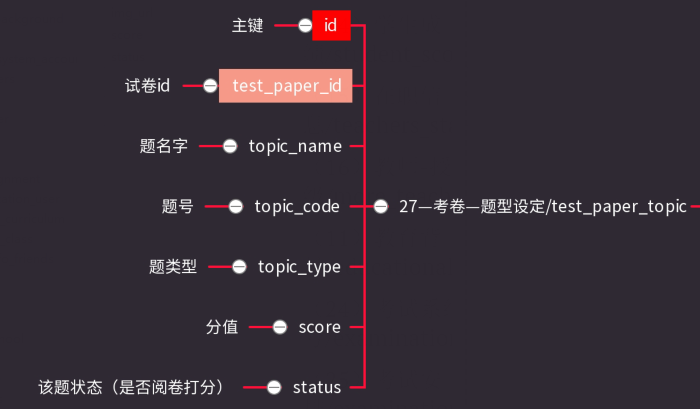 主键 id
试卷id test_paper_id
题名字 topic_name
题号 topic_code 27—考卷—题型设定/test_paper_topic
题类型 topic_type
分值 score
该题状态（是否阅卷打分） status